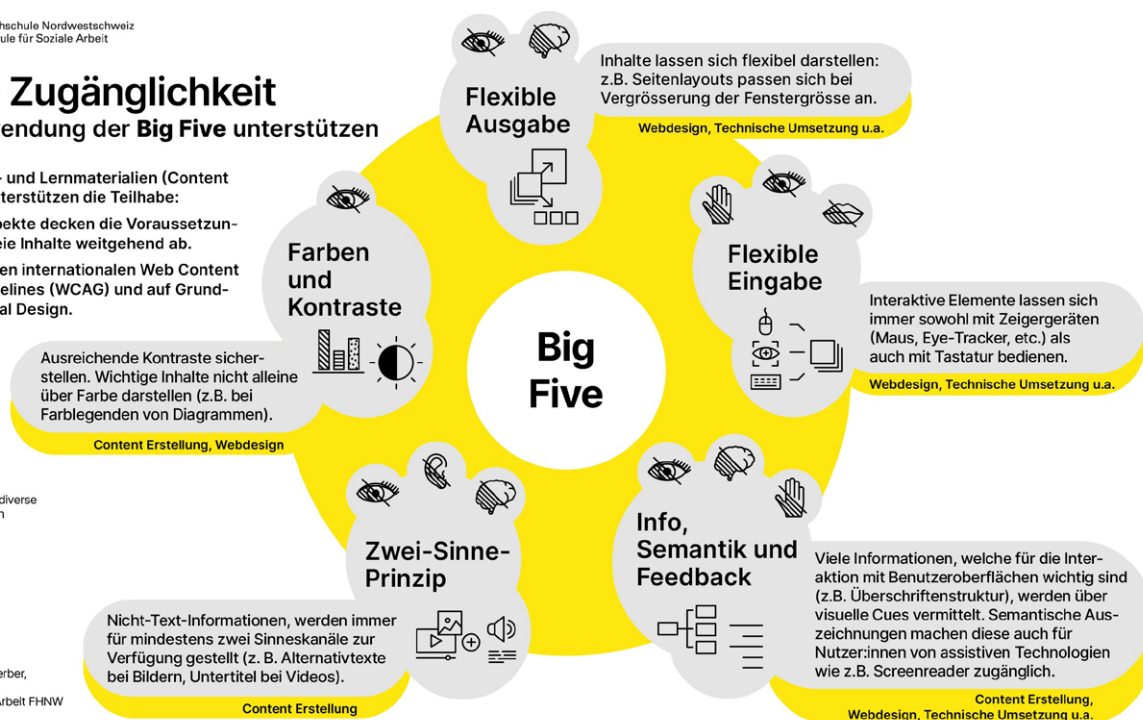 hschule Nordwestschweiz
ule für Soziale Arbeit
Zugänglichkeit
endung der Big Five unterstützen
- und Lernmaterialien (Content
terstützen die Teilhabe:
pekte decken die Voraussetzun-
eie Inhalte weitgehend ab.
en internationalen Web Content
elines (WCAG) und auf Grund-
al Design.
Big
Five
Flexible
Ausgabe
Inhalte lassen sich flexibel darstellen:
z.B. Seitenlayouts passen sich bei
Vergrösserung der Fenstergrösse an.
Webdesign, Technische Umsetzung u.a.
Flexible
Eingabe
Interaktive Elemente lassen sich
immer sowohl mit Zeigergeräten
(Maus, Eye-Tracker, etc.) als
auch mit Tastatur bedienen.
Webdesign, Technische Umsetzung u.a.
Info,
Semantik und
Feedback
Viele Informationen, welche für die Inter-
aktion mit Benutzeroberflächen wichtig sind
(z.B. Überschriftenstruktur), werden über
visuelle Cues vermittelt. Semantische Aus-
zeichnungen machen diese auch für
Nutzer:innen von assistiven Technologien
wie z.B. Screenreader zugänglich.
Content Erstellung,
Webdesign, Technische Umsetzung u.a.
Zwei-Sinne-
Prinzip
Nicht-Text-Informationen, werden immer
für mindestens zwei Sinneskanäle zur
Verfügung gestellt (z. B. Alternativtexte
bei Bildern, Untertitel bei Videos).
Content Erstellung
Farben
und
Kontraste
Ausreichende Kontraste sicher-
stellen. Wichtige Inhalte nicht alleine
über Farbe darstellen (z.B. bei
Farblegenden von Diagrammen).
Content Erstellung, Webdesign
diverse
n
erber,
Arbeit FHNW